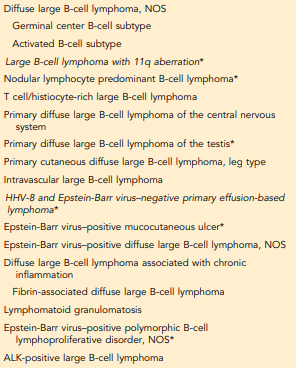 Diffuse large B-cell lymphoma, NOS
Germinal center B-cell subtype
Activated B-cell subtype
Large B-cell lymphoma with 11q aberration*
Nodular lymphocyte predominant B-cell lymphoma*
T cell/histiocyte-rich large B-cell lymphoma
Primary diffuse large B-cell lymphoma of the central nervous
system
Primary diffuse large B-cell lymphoma of the testis*
Primary cutaneous diffuse large B-cell lymphoma, leg type
Intravascular large B-cell lymphoma
HHV-8 and Epstein-Barr virus–negative primary effusion-based
lymphoma*
Epstein-Barr virus–positive mucocutaneous ulcer*
Epstein-Barr virus–positive diffuse large B-cell lymphoma, NOS
Diffuse large B-cell lymphoma associated with chronic
inflammation
Fibrin-associated diffuse large B-cell lymphoma
Lymphomatoid granulomatosis
Epstein-Barr virus–positive polymorphic B-cell
lymphoproliferative disorder, NOS*
ALK-positive large B-cell lymphoma